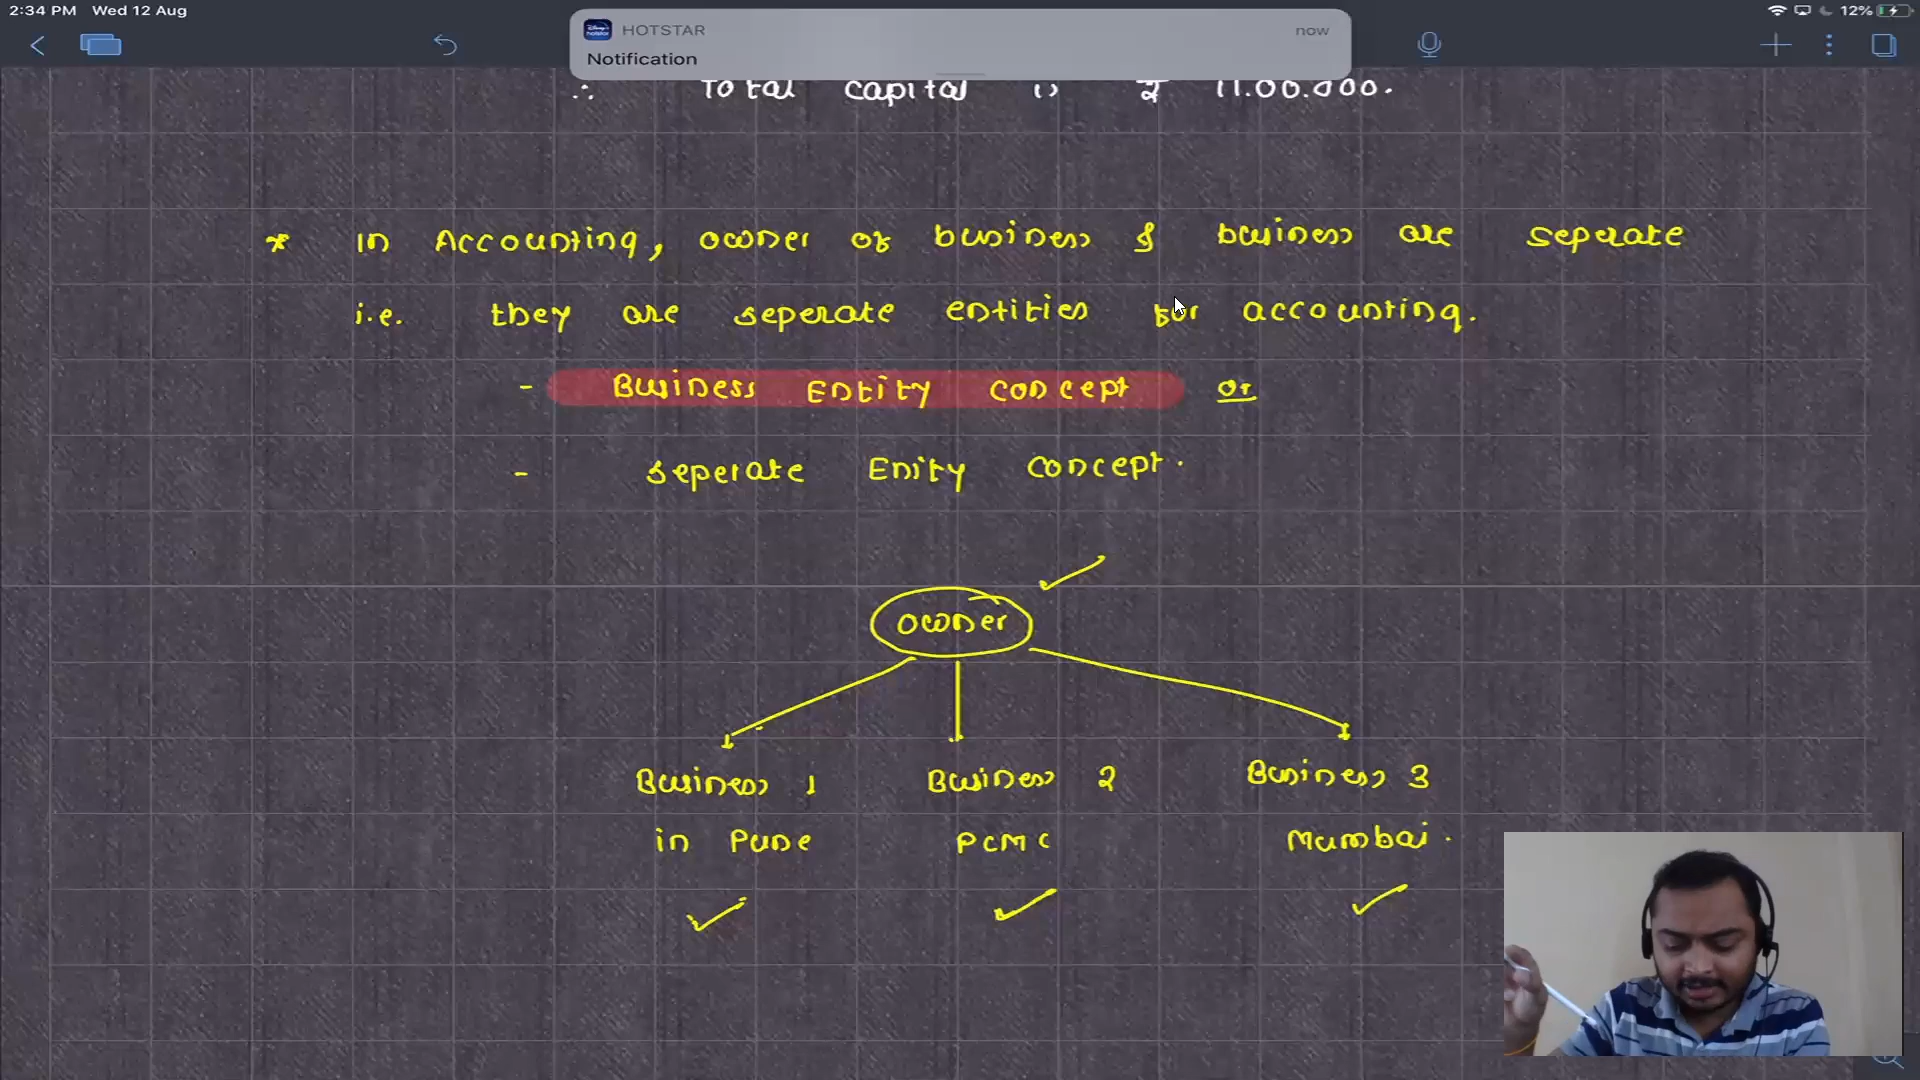 2:34 PM Wed 12 Aug
12%
HOTSTAR now
Notification
∴ Total capital is ₹ 11.00.000.
* In Accounting, owner of business & business are seperate
i.e. they are seperate entities for accounting.
- Business Entity concept or
- seperate Enity concept.
owner
Business 1 Business 2 Business 3
in Pune PCMC Mumbai.